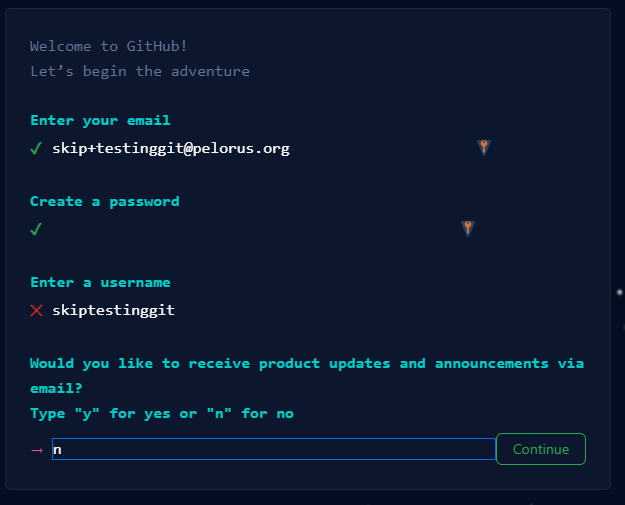 Welcome to GitHub!
Let’s begin the adventure
Enter your email
✓ skip+testinggit@pelorus.org
Create a password
✓
Enter a username
✕ skiptestinggit
Would you like to receive product updates and announcements via
email?
Type "y" for yes or "n" for no
→ n Continue